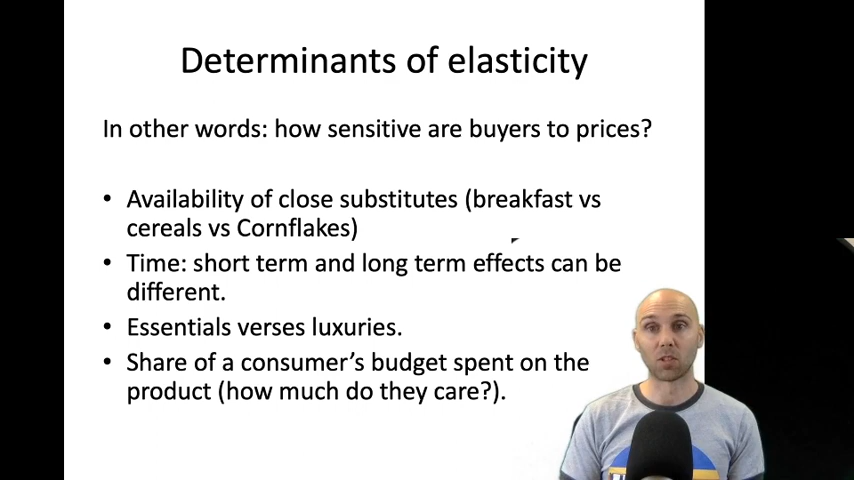 Determinants of elasticity
In other words: how sensitive are buyers to prices?
• Availability of close substitutes (breakfast vs
cereals vs Cornflakes)
• Time: short term and long term effects can be
different.
• Essentials verses luxuries.
• Share of a consumer’s budget spent on the
product (how much do they care?).